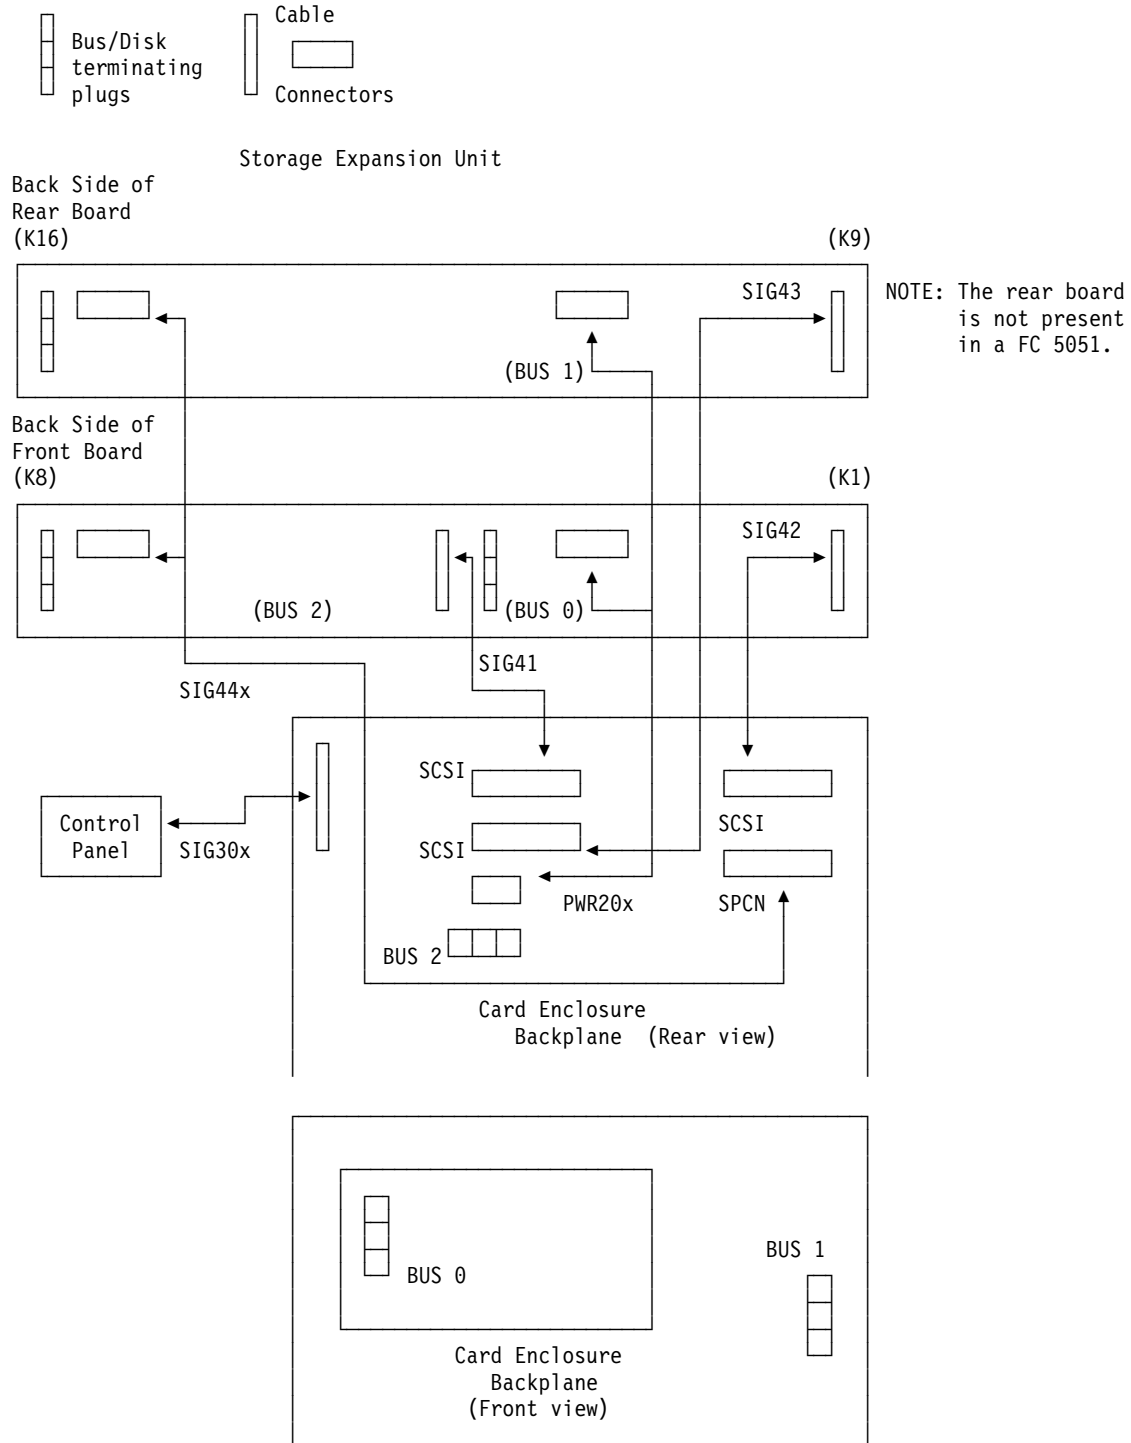 Cable
Bus/Disk
terminating
plugs
Connectors
Storage Expansion Unit
Back Side of
Rear Board
(K16)
(K9)
SIG43
NOTE: The rear board
is not present
in a FC 5051.
(BUS 1)
Back Side of
Front Board
(K8)
(K1)
SIG42
(BUS 2)
(BUS 0)
SIG41
SIG44x
SCSI
Control
Panel
SIG30x
SCSI
SCSI
PWR20x
SPCN
BUS 2
Card Enclosure
Backplane (Rear view)
BUS 1
BUS 0
Card Enclosure
Backplane
(Front view)